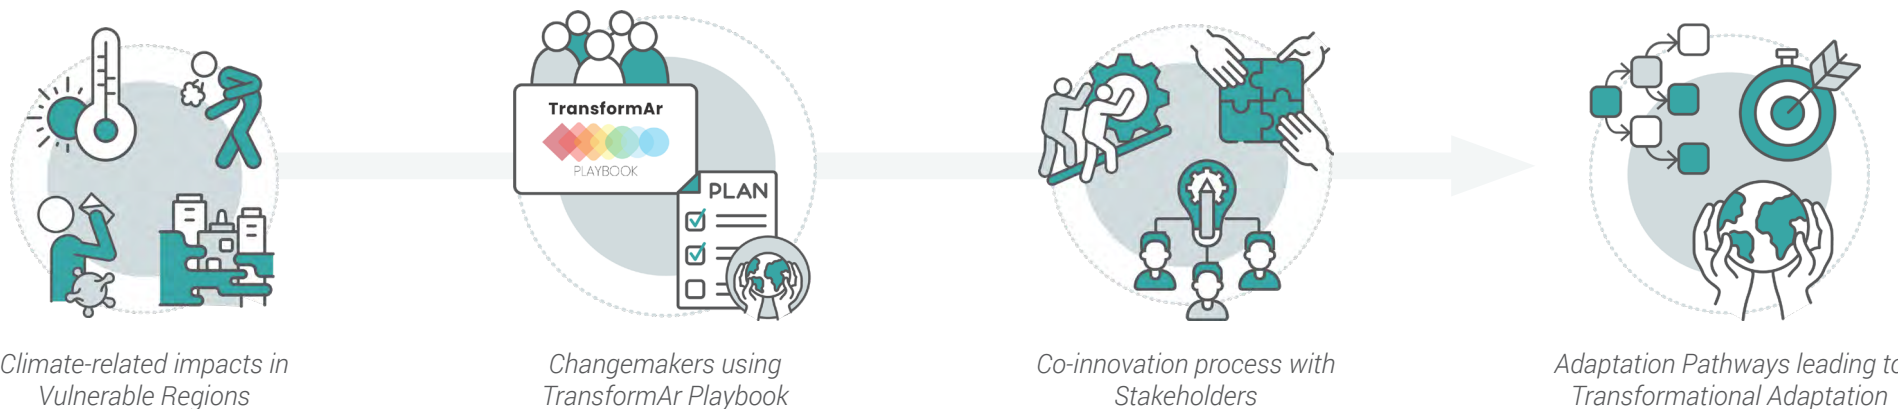 TransformAr
PLAYBOOK
PLAN
Climate-related impacts in
Vulnerable Regions
Changemakers using
TransformAr Playbook
Co-innovation process with
Stakeholders
Adaptation Pathways leading to
Transformational Adaptation